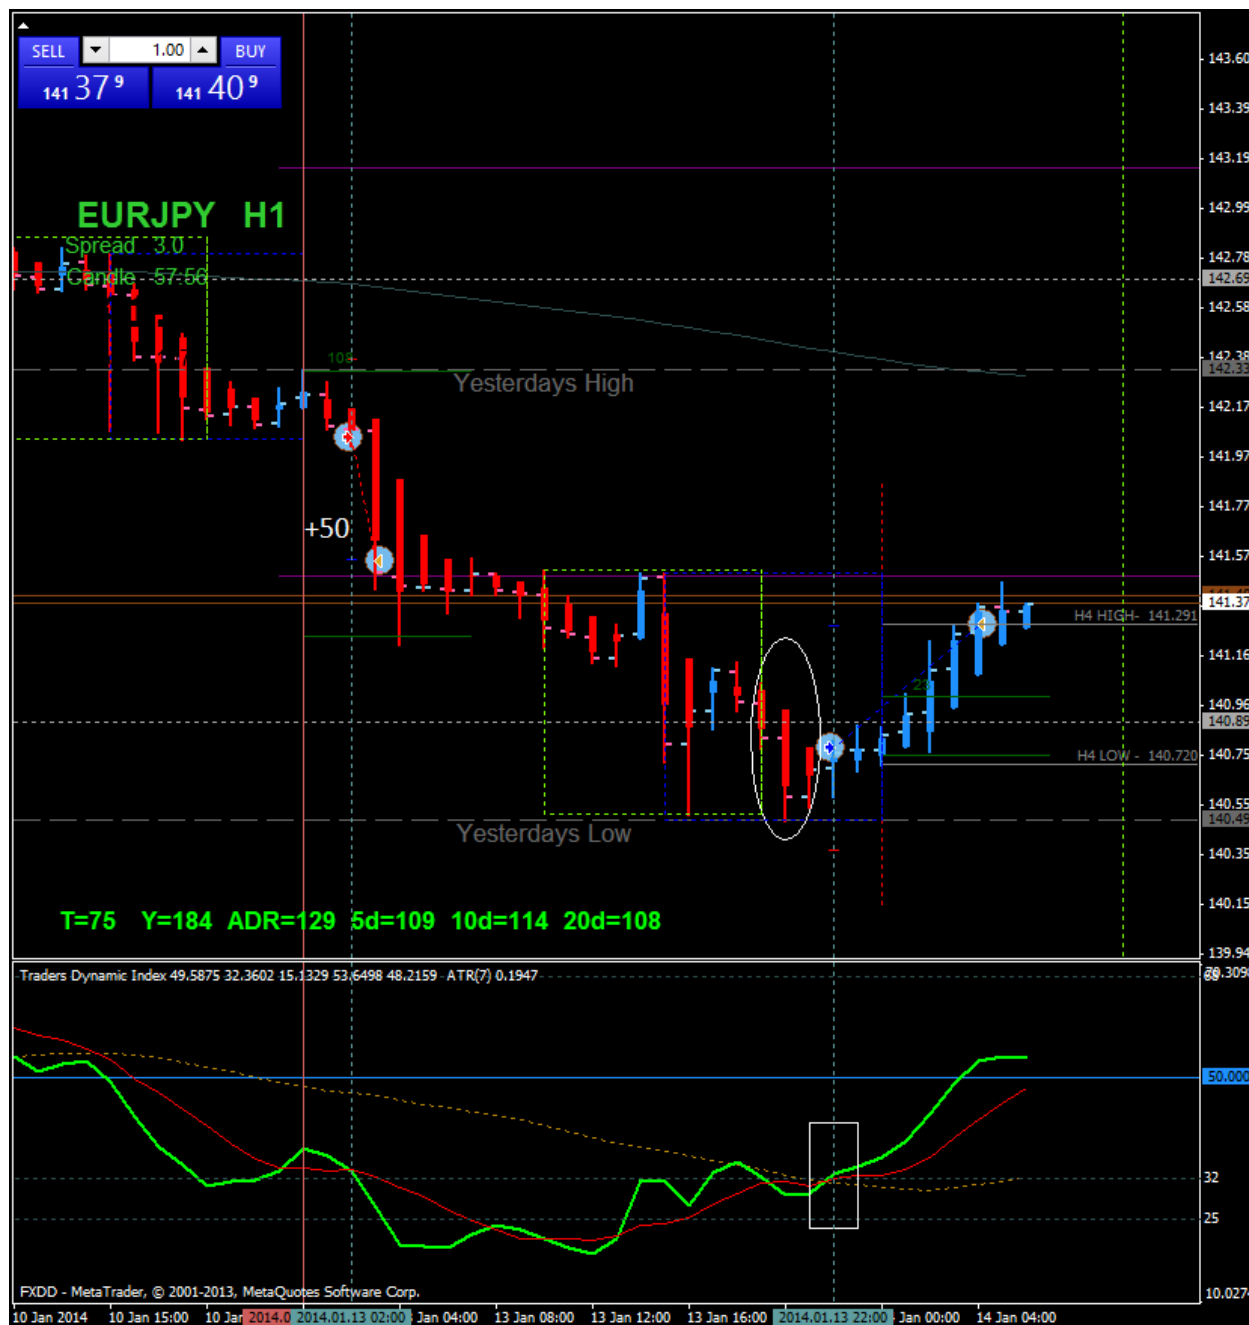 SELL 1.00 BUY
141 37 9 141 40 9
143.60
143.39
143.19
EURJPY H1
142.99
Spread 3.0
142.78
Candle 57:56
142.69
142.58
142.38
109
142.33
Yesterdays High
142.17
141.97
141.77
+50
141.57
141.37
H4 HIGH- 141.291
141.16
140.96
140.89
H4 LOW - 140.720
140.75
140.55
140.49
Yesterdays Low
140.35
140.15
T=75 Y=184 ADR=129 5d=109 10d=114 20d=108
139.94
Traders Dynamic Index 49.5875 32.3602 15.1329 53.6498 48.2159 ATR(7) 0.1947
50.000
32
25
FXDD - MetaTrader, © 2001-2013, MetaQuotes Software Corp.
10.0274
10 Jan 2014 10 Jan 15:00 10 Jan 2014.0 2014.01.13 02:00 Jan 04:00 13 Jan 08:00 13 Jan 12:00 13 Jan 16:00 2014.01.13 22:00 Jan 00:00 14 Jan 04:00